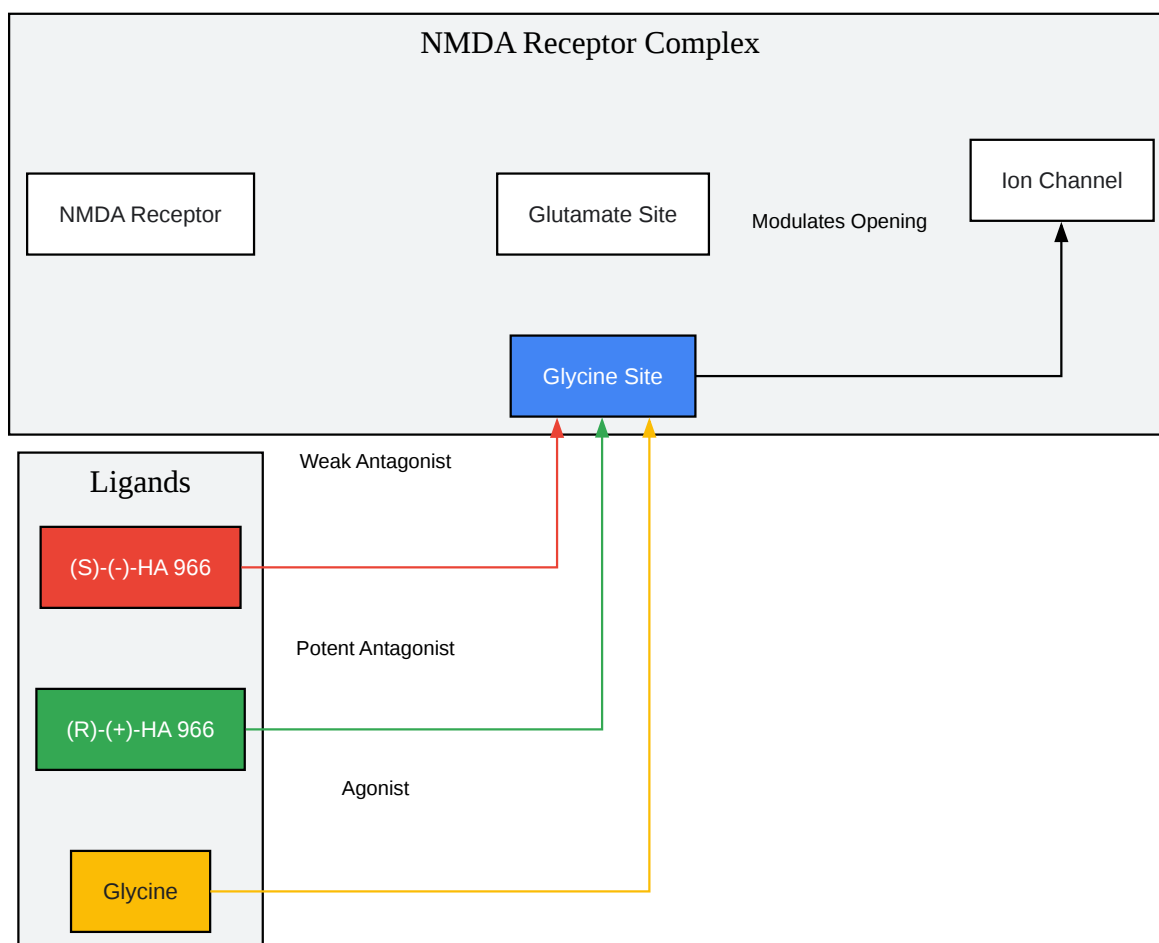 NMDA Receptor Complex
Ion Channel
NMDA Receptor
Glutamate Site
Modulates Opening
Glycine Site
Weak Antagonist
Ligands
(S)-(-)-HA 966
Potent Antagonist
(R)-(+)-HA 966
Agonist
Glycine